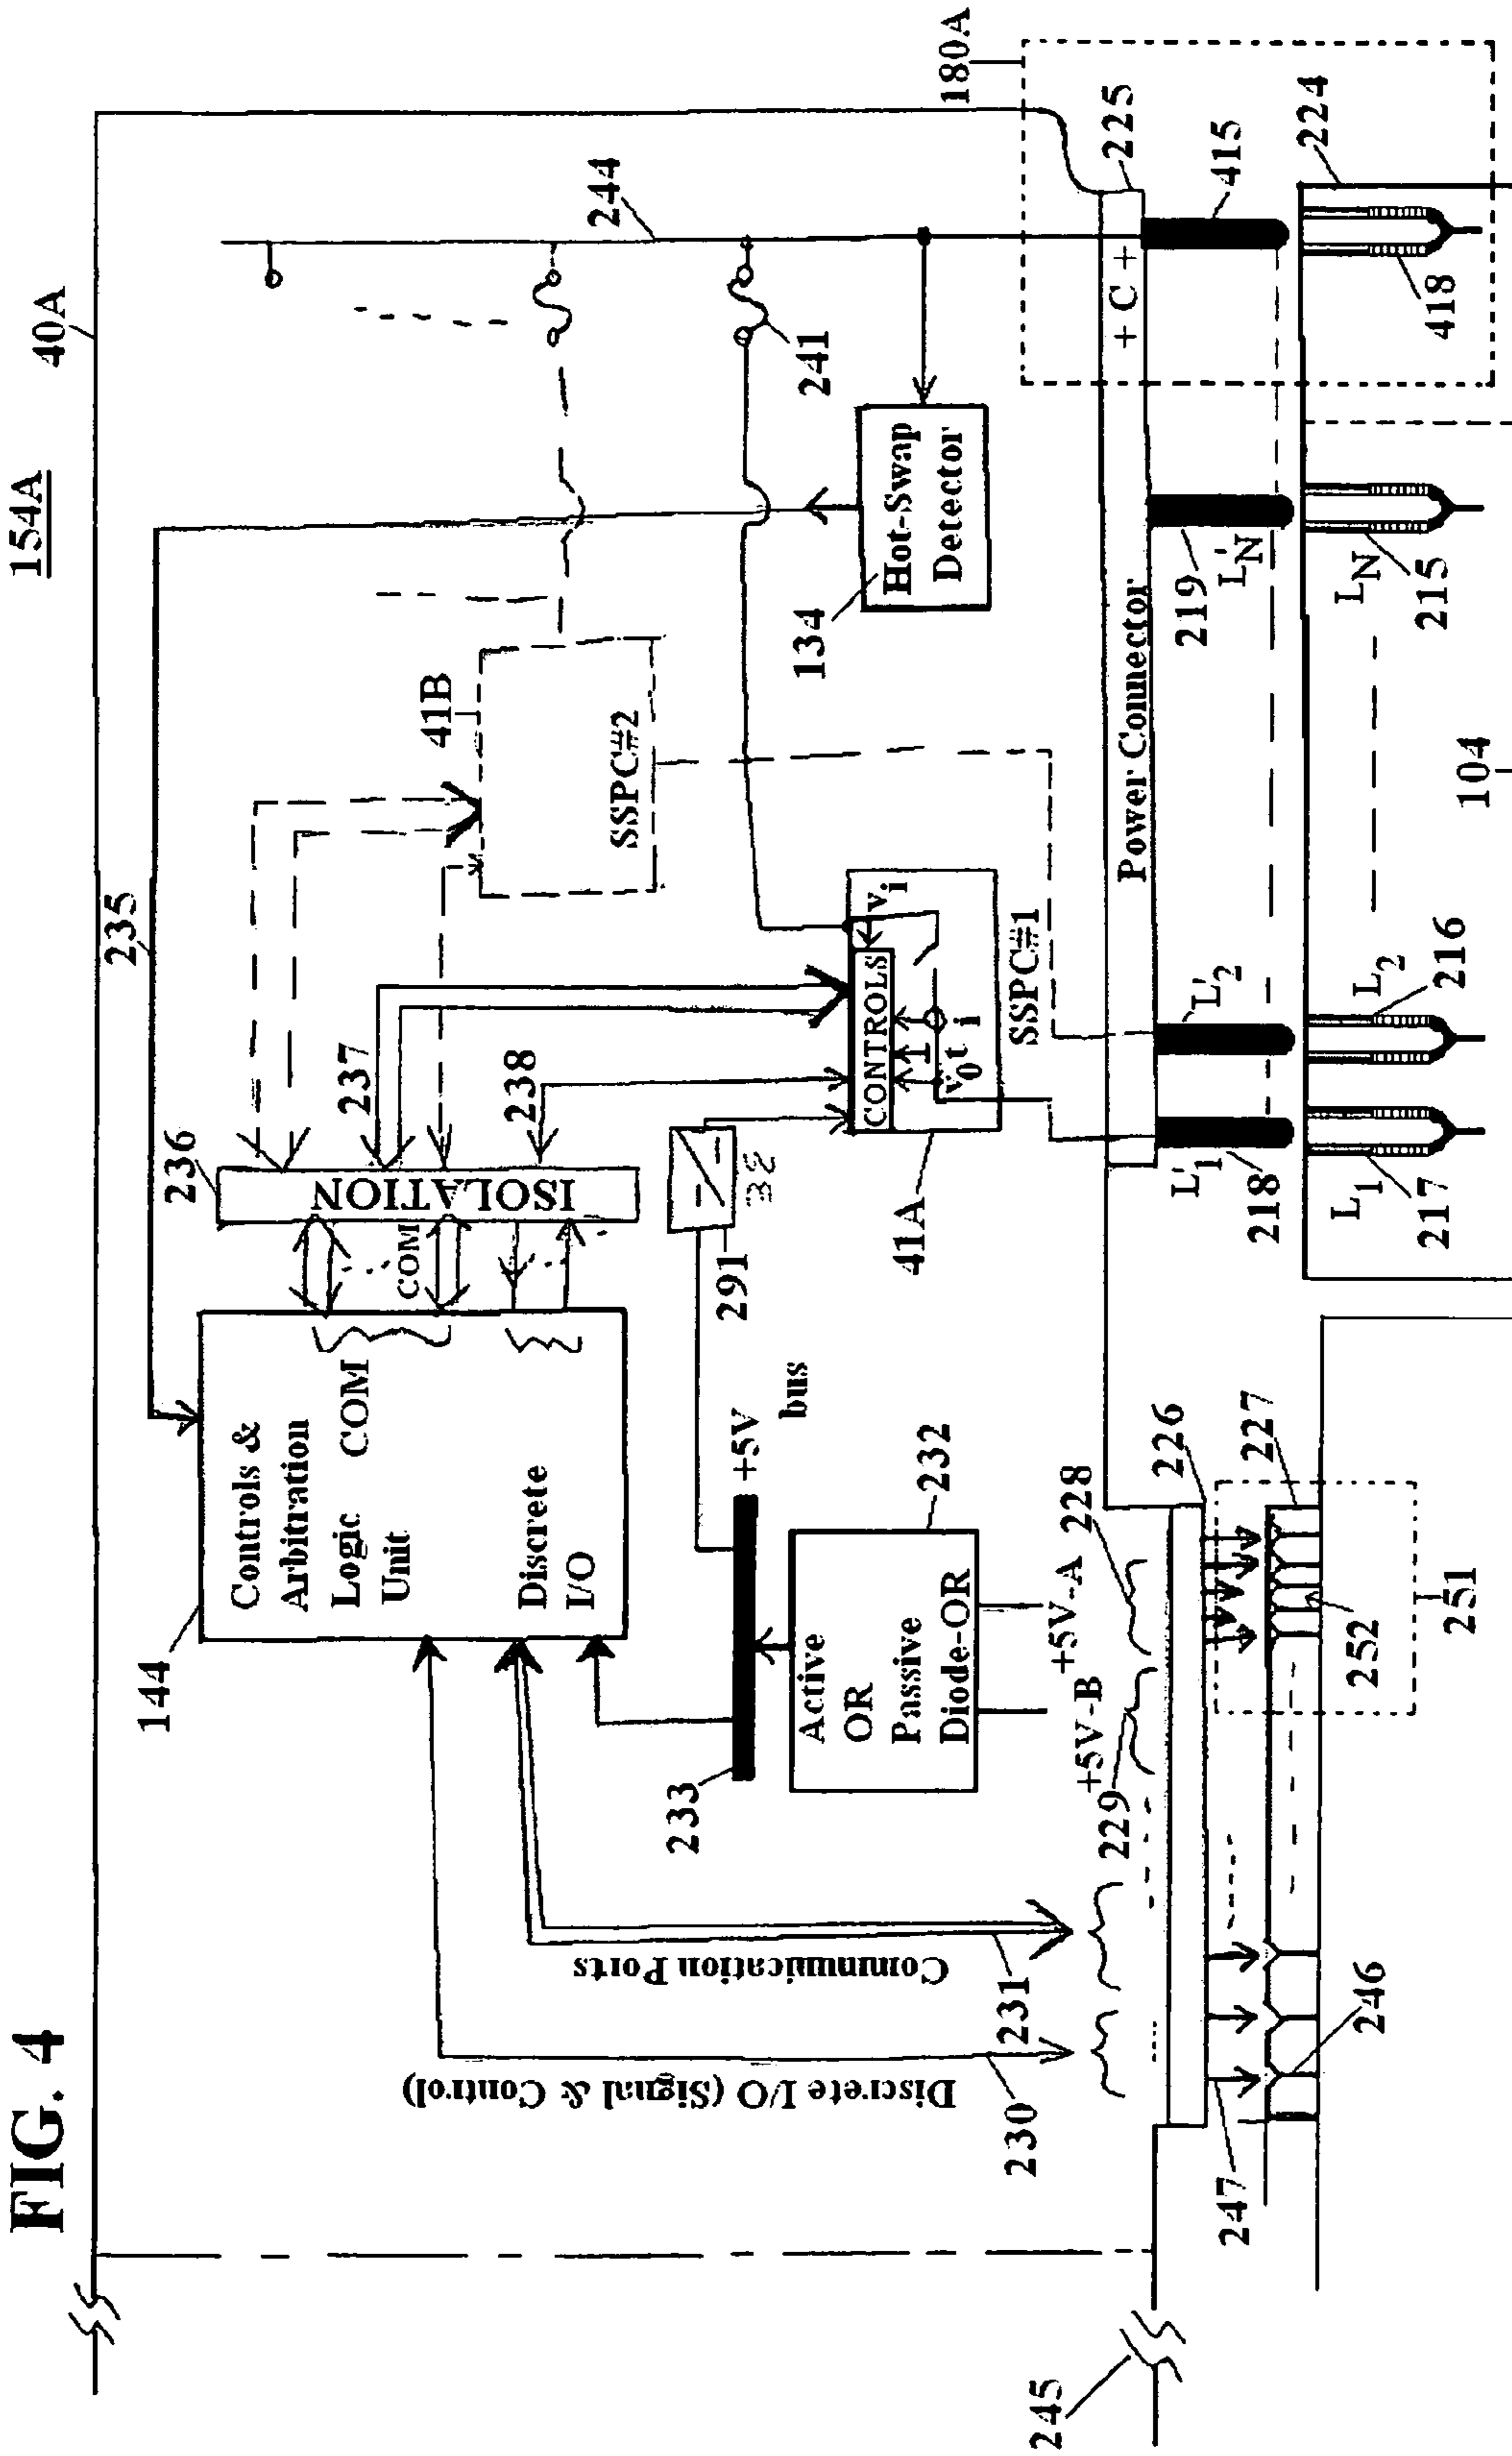 FIG. 4
154A
40A
180A
144
Controls &
Arbitration
Logic COM
Unit
Discrete
I/O
235
236
ISOLATION
COM
237
238
41B
SSPC#2
244
241
134
Hot-Swap
Detector
291
41A
CONTROLS
vi
v0
t
i
SSPC#1
233
+5V
bus
Active
OR
Passive
Diode-OR
232
Discrete I/O (Signal & Control)
230
Communication Ports
231
229
+5V-B
+5V-A
228
226
227
247
246
252
251
245
Power Connector
+ C +
225
415
L'1
218
L'2
219
L'N
L1
217
L2
216
LN
215
418
224
104